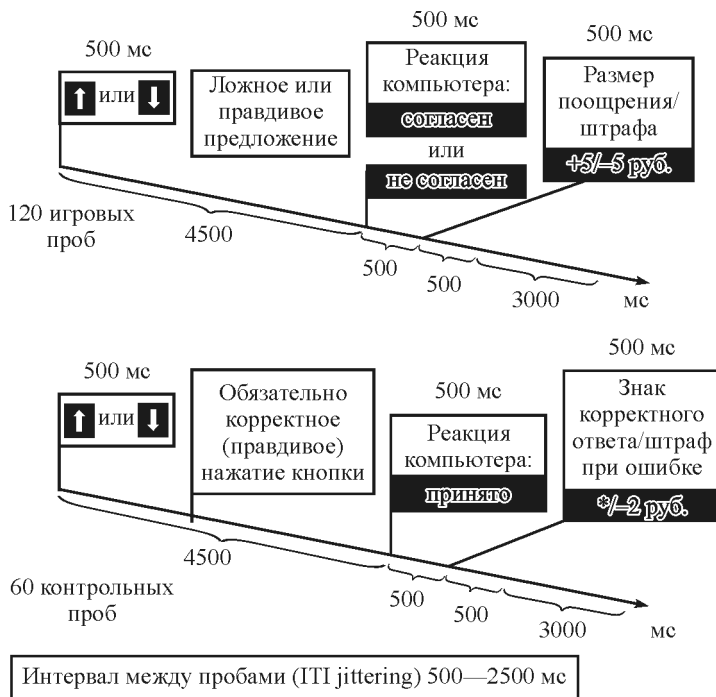 500 мс
или
Ложное или
правдивое
предложение
500 мс
Реакция
компьютера:
согласен
или
не согласен
500 мс
Размер
поощрения/
штрафа
+5/–5 руб.
120 игровых
проб
4500
500
500
3000
мс
500 мс
или
Обязательно
корректное
(правдивое)
нажатие кнопки
500 мс
Реакция
компьютера:
принято
500 мс
Знак
корректного
ответа/штраф
при ошибке
*/–2 руб.
60 контрольных
проб
4500
500
500
3000
мс
Интервал между пробами (ITI jittering) 500—2500 мс